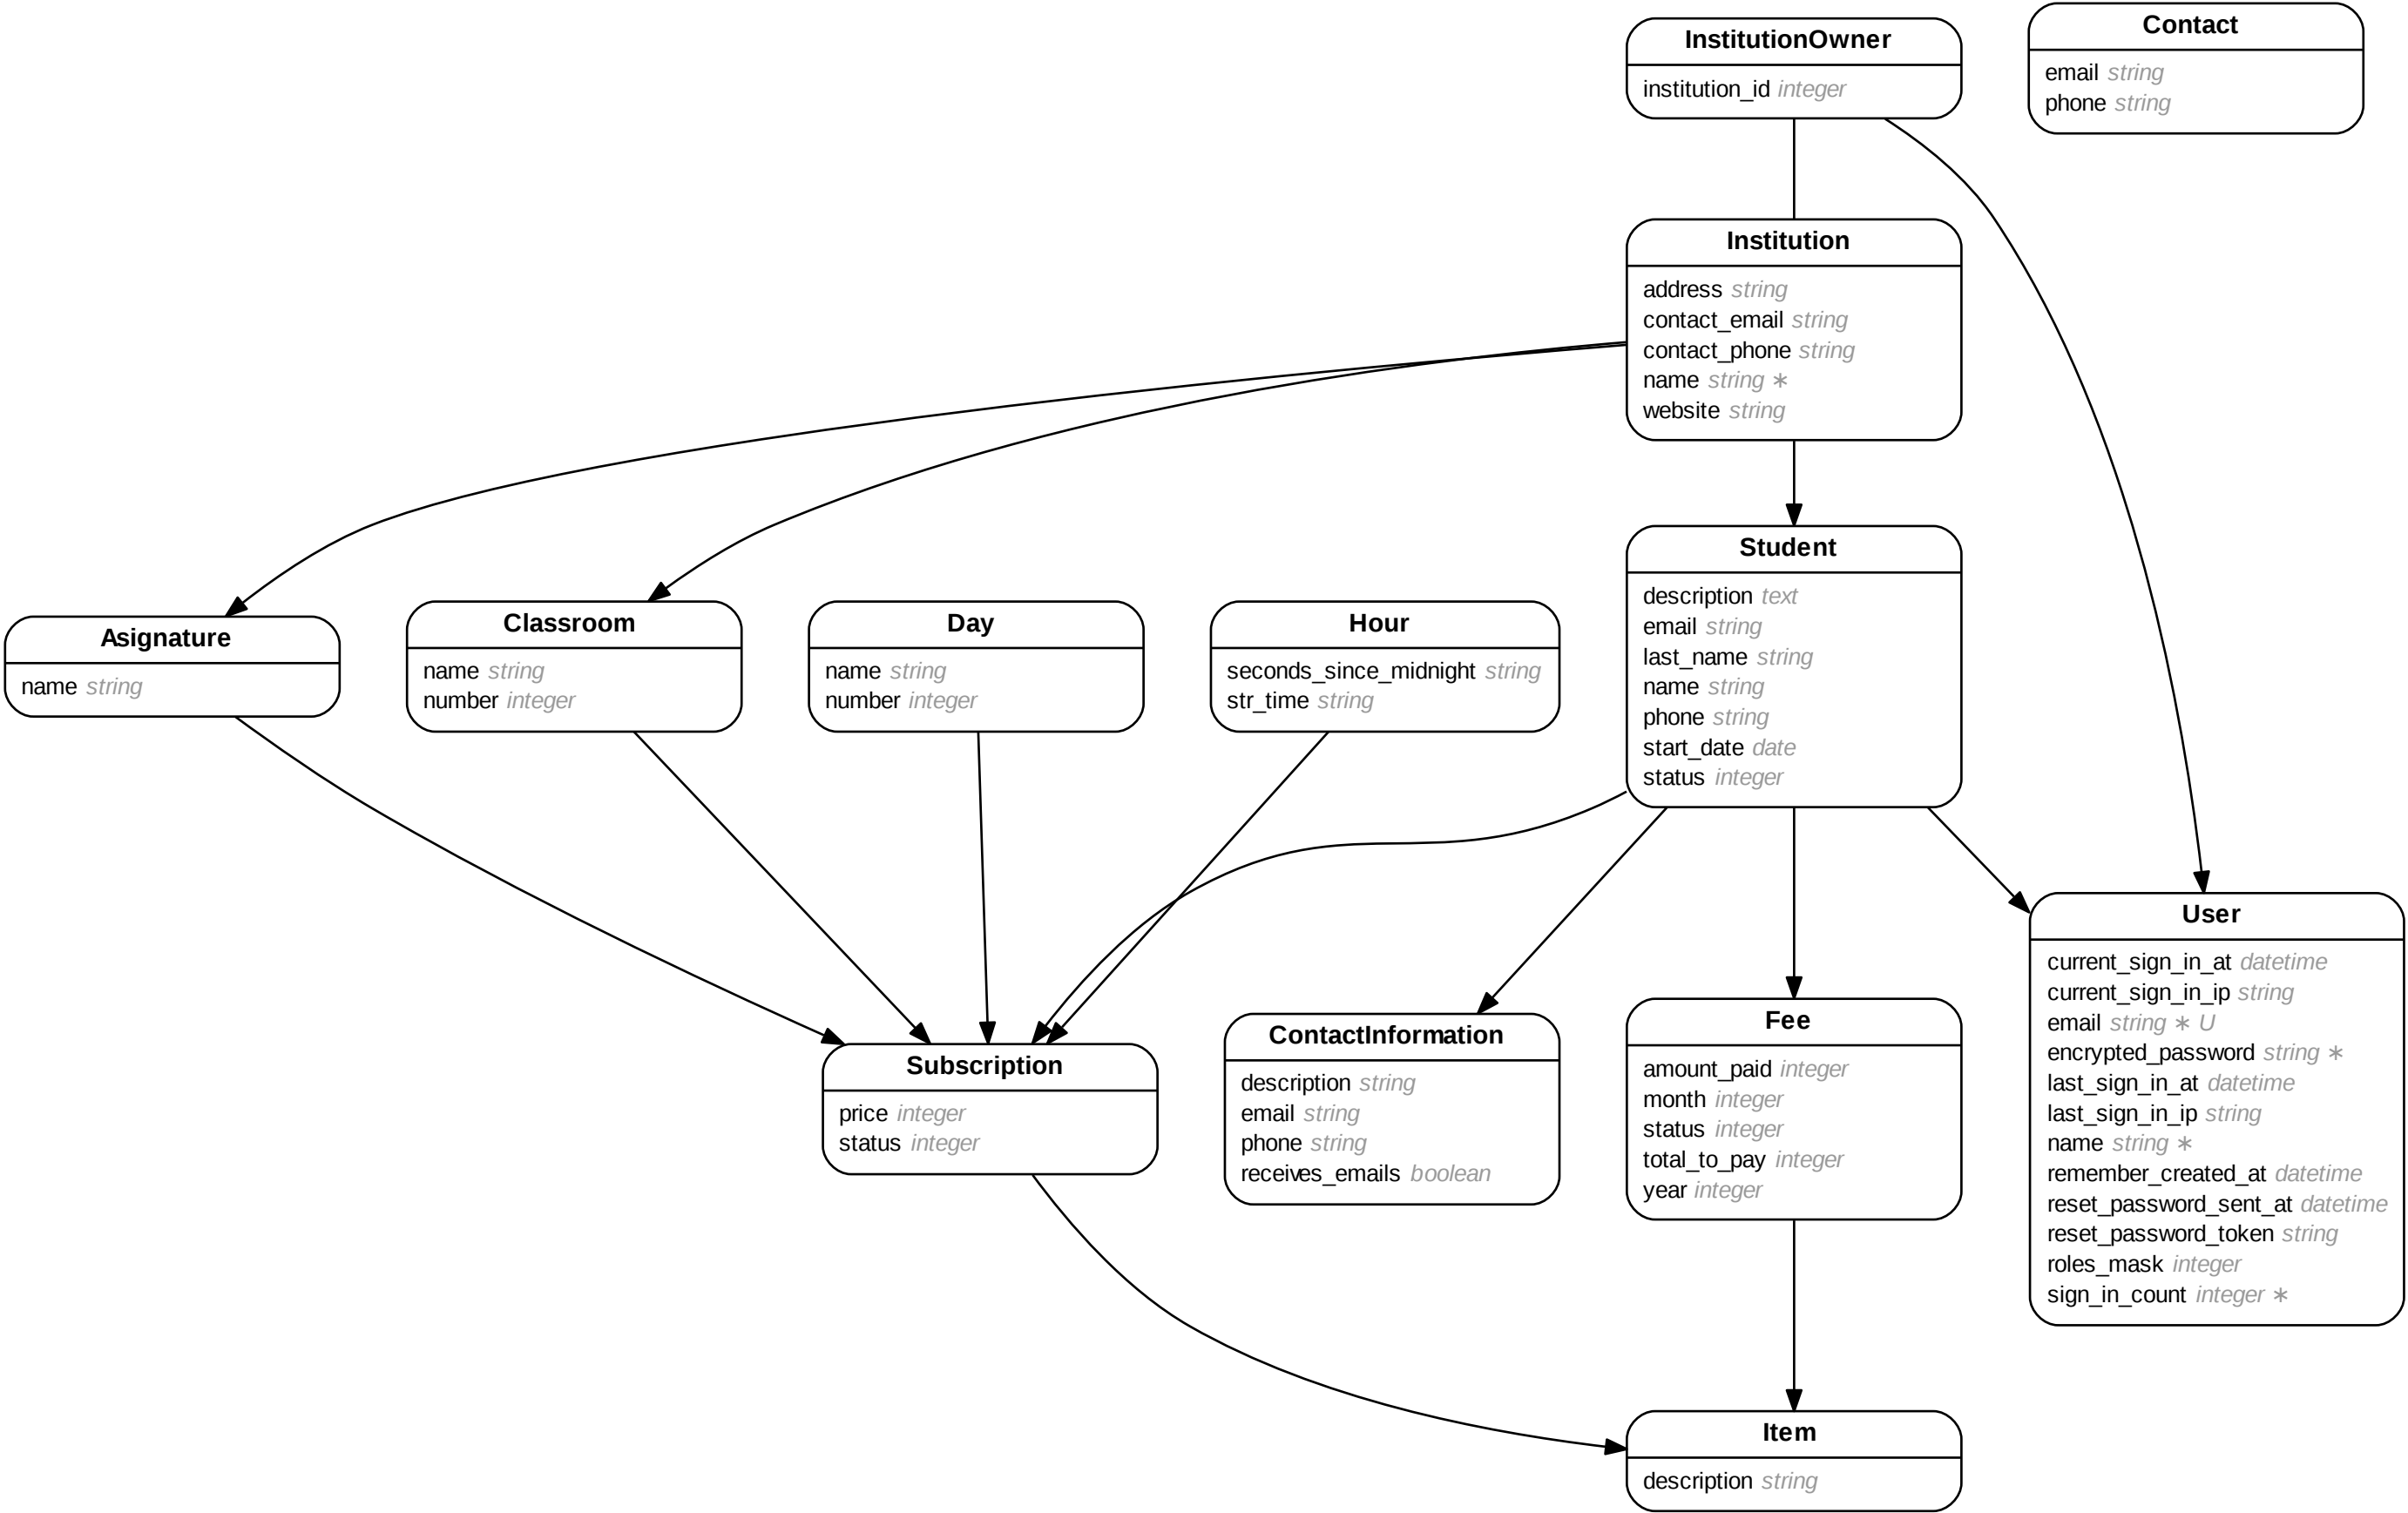 InstitutionOwner
institution_id integer
Contact
email string
phone string
Institution
address string
contact_email string
contact_phone string
name string ∗
website string
Student
description text
email string
last_name string
name string
phone string
start_date date
status integer
Asignature
name string
Classroom
name string
number integer
Day
name string
number integer
Hour
seconds_since_midnight string
str_time string
Subscription
price integer
status integer
ContactInformation
description string
email string
phone string
receives_emails boolean
Fee
amount_paid integer
month integer
status integer
total_to_pay integer
year integer
User
current_sign_in_at datetime
current_sign_in_ip string
email string ∗ U
encrypted_password string ∗
last_sign_in_at datetime
last_sign_in_ip string
name string ∗
remember_created_at datetime
reset_password_sent_at datetime
reset_password_token string
roles_mask integer
sign_in_count integer ∗
Item
description string